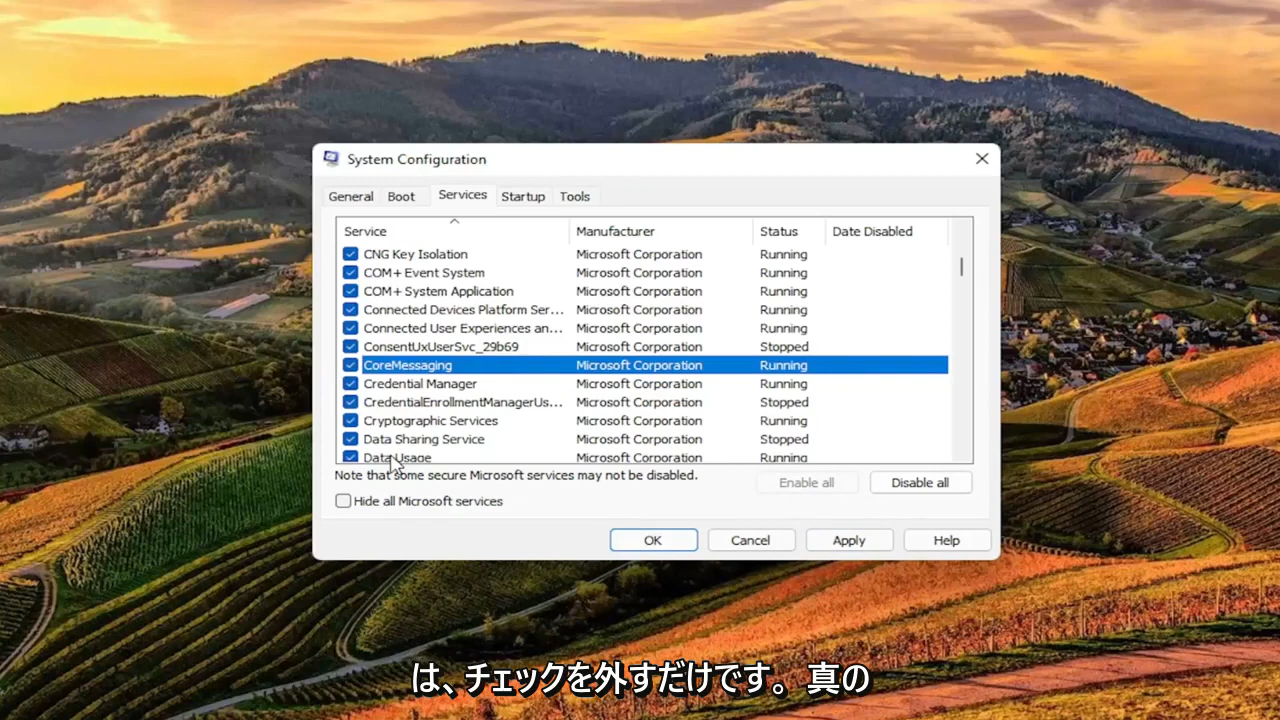 System Configuration
General Boot Services Startup Tools
Service Manufacturer Status Date Disabled
CNG Key Isolation Microsoft Corporation Running
COM+ Event System Microsoft Corporation Running
COM+ System Application Microsoft Corporation Running
Connected Devices Platform Ser... Microsoft Corporation Running
Connected User Experiences an... Microsoft Corporation Running
ConsentUxUserSvc_29b69 Microsoft Corporation Stopped
CoreMessaging Microsoft Corporation Running
Credential Manager Microsoft Corporation Running
CredentialEnrollmentManagerUs... Microsoft Corporation Stopped
Cryptographic Services Microsoft Corporation Running
Data Sharing Service Microsoft Corporation Stopped
Data Usage Microsoft Corporation Running
Note that some secure Microsoft services may not be disabled.
Enable all Disable all
Hide all Microsoft services
OK Cancel Apply Help
は、チェックを外すだけです。真の